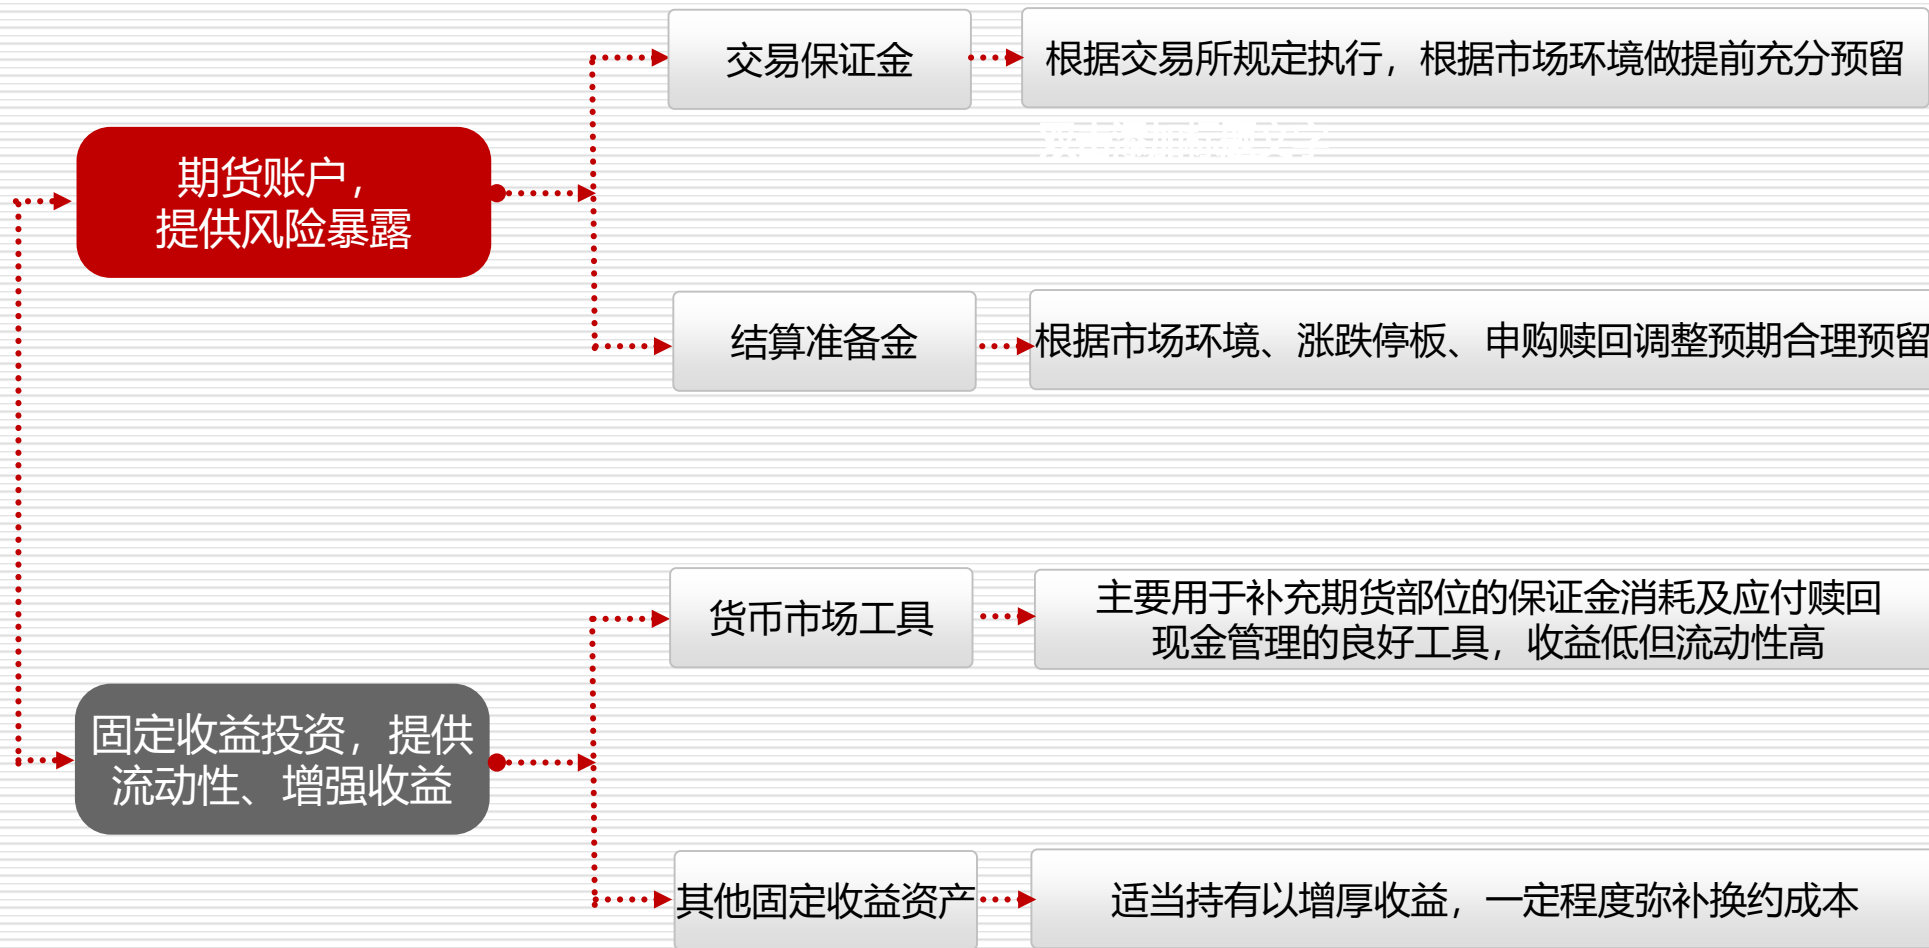 交易保证金
根据交易所规定执行，根据市场环境做提前充分预留
期货账户，
提供风险暴露
结算准备金
根据市场环境、涨跌停板、申购赎回调整预期合理预留
货币市场工具
主要用于补充期货部位的保证金消耗及应付赎回
现金管理的良好工具，收益低但流动性高
固定收益投资，提供
流动性、增强收益
其他固定收益资产
适当持有以增厚收益，一定程度弥补换约成本